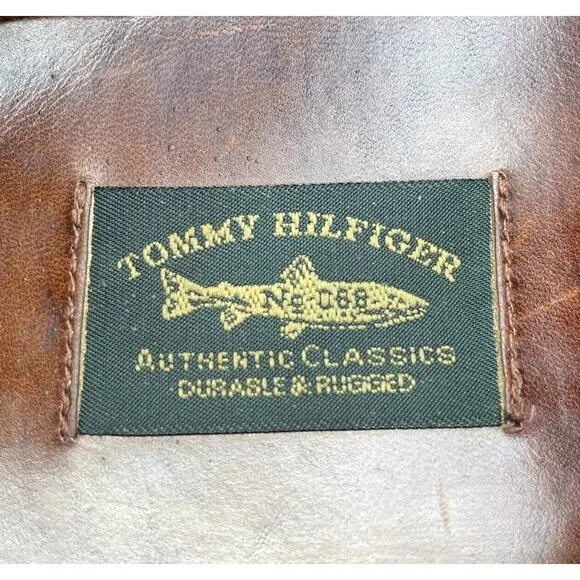 TOMMY HILFIGER
No 088
AUTHENTIC CLASSICS
DURABLE & RUGGED